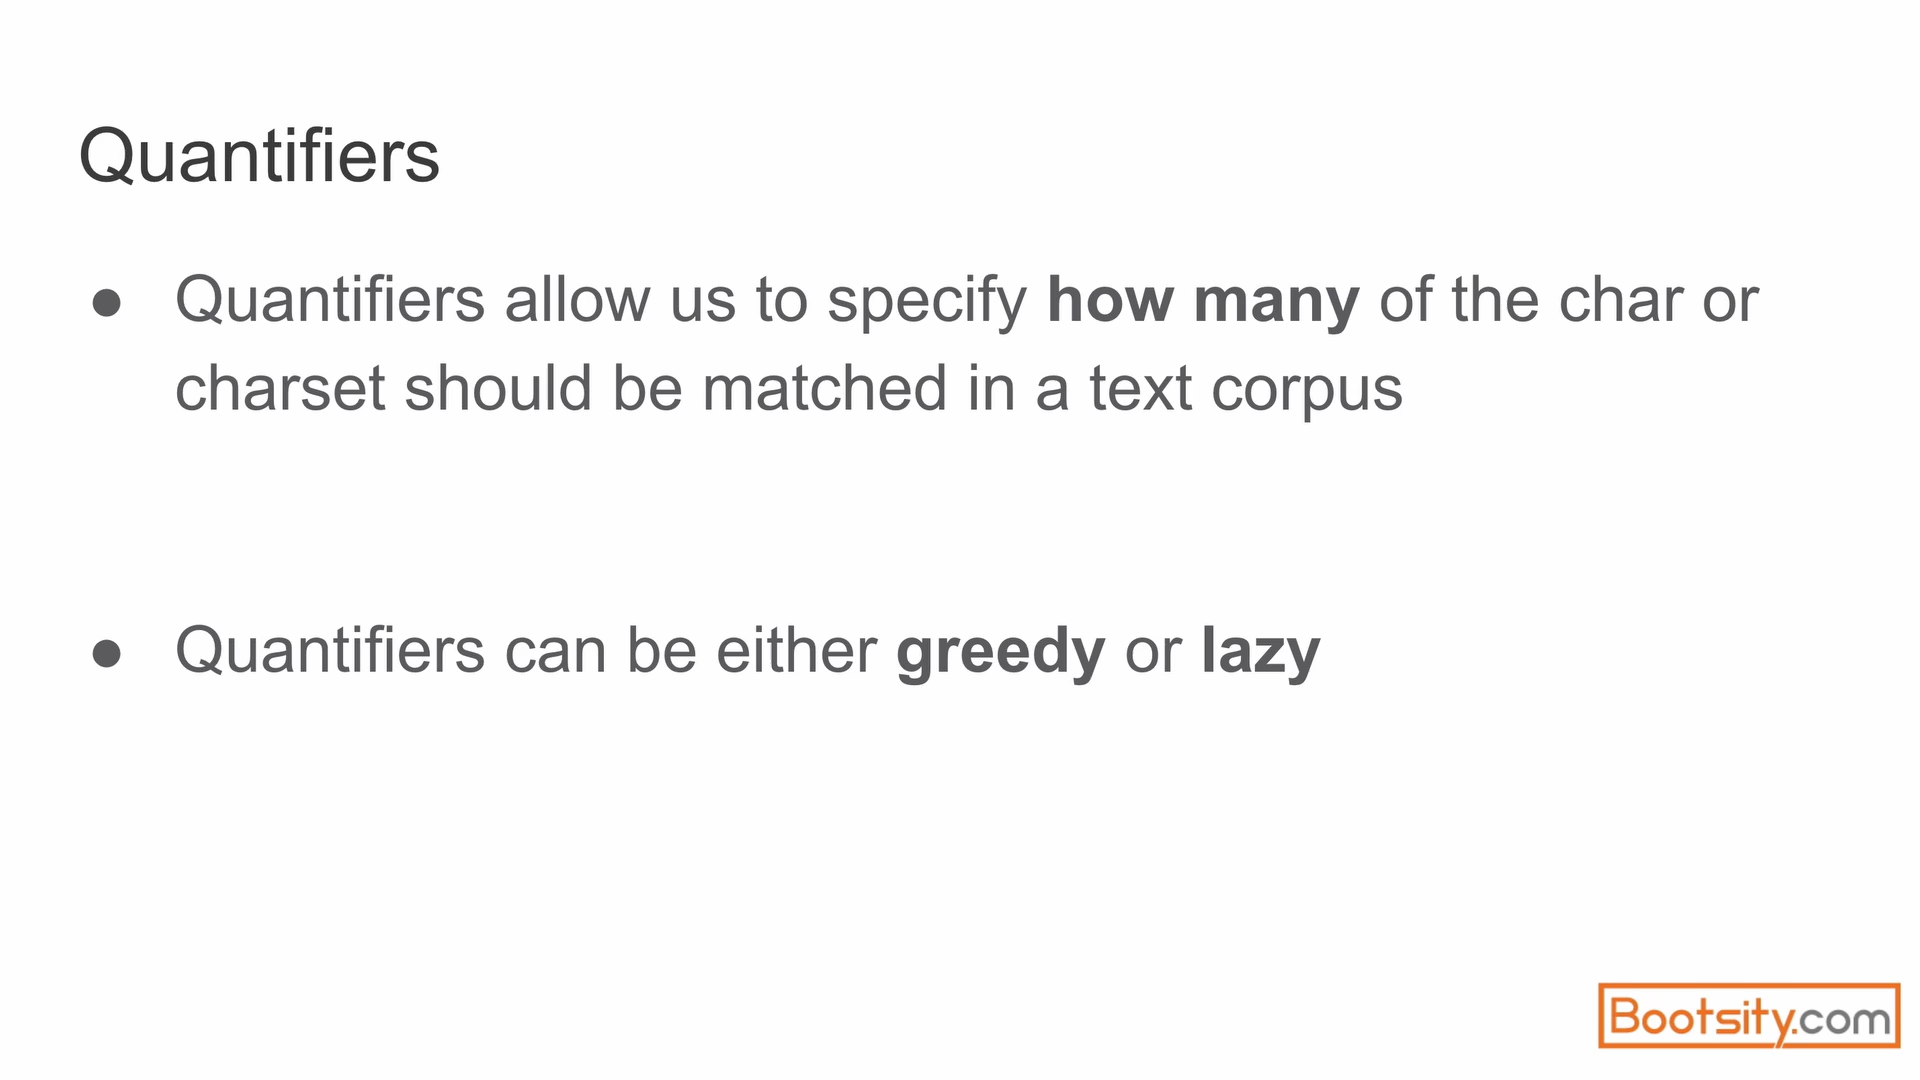 Quantifiers
● Quantifiers allow us to specify how many of the char or
charset should be matched in a text corpus
● Quantifiers can be either greedy or lazy
Bootsity.com